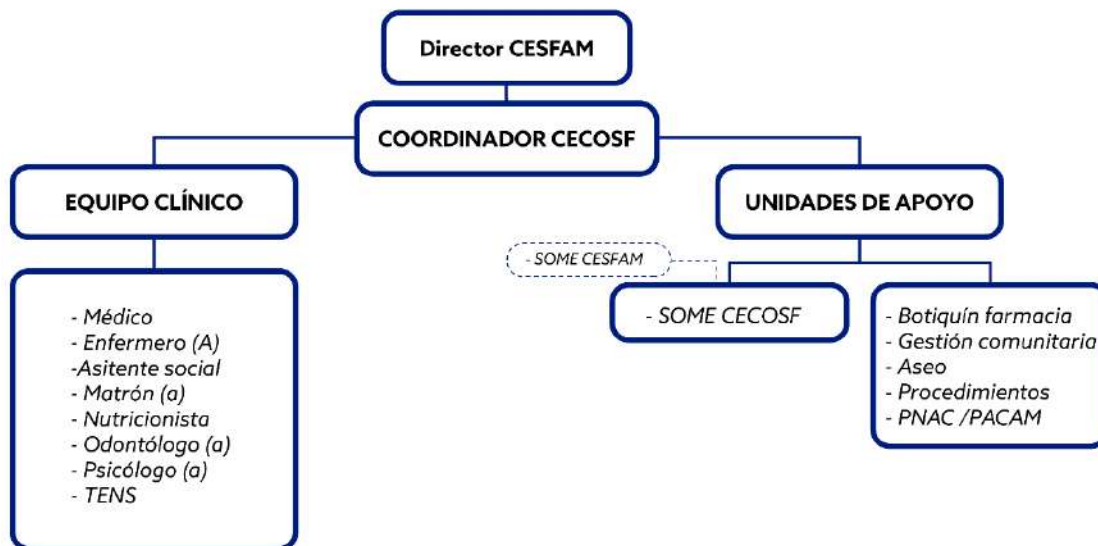 Director CESFAM
COORDINADOR CECOSF
EQUIPO CLÍNICO
- Médico
- Enfermero (A)
-Asitente social
- Matrón (a)
- Nutricionista
- Odontólogo (a)
- Psicólogo (a)
- TENS
UNIDADES DE APOYO
- SOME CESFAM
- SOME CECOSF
- Botiquín farmacia
- Gestión comunitaria
- Aseo
- Procedimientos
- PNAC /PACAM